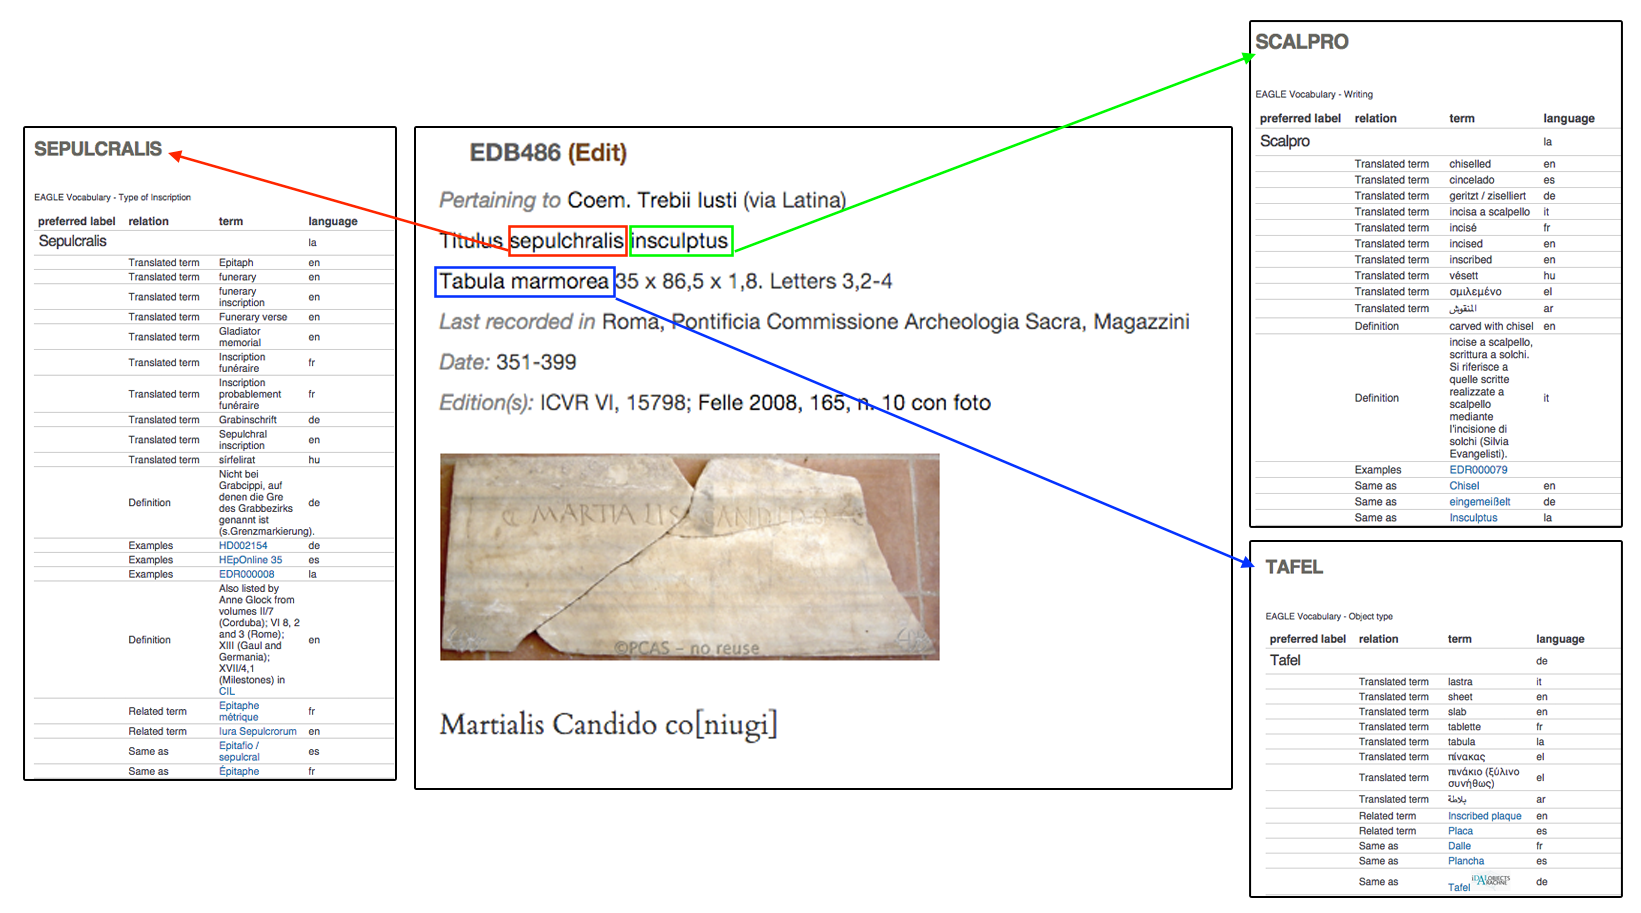 SEPULCRALIS
EAGLE Vocabulary - Type of Inscription
preferred label relation term language
Sepulcralis la
Translated term Epitaph en
Translated term funerary en
Translated term funerary inscription en
Translated term Funerary verse en
Translated term Gladiator memorial en
Translated term Inscription funéraire fr
Translated term Inscription probablement funéraire fr
Translated term Grabinschrift de
Translated term Sepulchral inscription en
Translated term sírfelirat hu
Definition Nicht bei Grabcippi, auf denen die Gre des Grabbezirks genannt ist (s.Grenzmarkierung). de
Examples HD002154 de
Examples HEpOnline 35 es
Examples EDR000008 la
Definition Also listed by Anne Glock from volumes II/7 (Corduba); VI 8, 2 and 3 (Rome); XIII (Gaul and Germania); XVII/4,1 (Milestones) in CIL en
Related term Epitaphe métrique fr
Related term Iura Sepulcrorum en
Same as Epitafio / sepulcral es
Same as Épitaphe fr
EDB486 (Edit)
Pertaining to Coem. Trebii Iusti (via Latina)
Titulus sepulchralis insculptus
Tabula marmorea 35 x 86,5 x 1,8. Letters 3,2-4
Last recorded in Roma, Pontificia Commissione Archeologia Sacra, Magazzini
Date: 351-399
Edition(s): ICVR VI, 15798; Felle 2008, 165, n. 10 con foto
MARTIALIS CANDIDO
©PCAS – no reuse
Martialis Candido co[niugi]
SCALPRO
EAGLE Vocabulary - Writing
preferred label relation term language
Scalpro la
Translated term chiselled en
Translated term cincelado es
Translated term geritzt / ziselliert de
Translated term incisa a scalpello it
Translated term incisé fr
Translated term incised en
Translated term inscribed en
Translated term vésett hu
Translated term σμιλεμένο el
Translated term المنقوش ar
Definition carved with chisel en
Definition incise a scalpello, scrittura a solchi. Si riferisce a quelle scritte realizzate a scalpello mediante l'incisione di solchi (Silvia Evangelisti). it
Examples EDR000079
Same as Chisel en
Same as eingemeißelt de
Same as Insculptus la
TAFEL
EAGLE Vocabulary - Object type
preferred label relation term language
Tafel de
Translated term lastra it
Translated term sheet en
Translated term slab en
Translated term tablette fr
Translated term tabula la
Translated term πίνακας el
Translated term πινάκιο (ξύλινο συνήθως) el
Translated term بلاطة ar
Related term Inscribed plaque en
Related term Placa es
Same as Dalle fr
Same as Plancha es
Same as Tafel iDAI.OBJECTS ARACHNE de